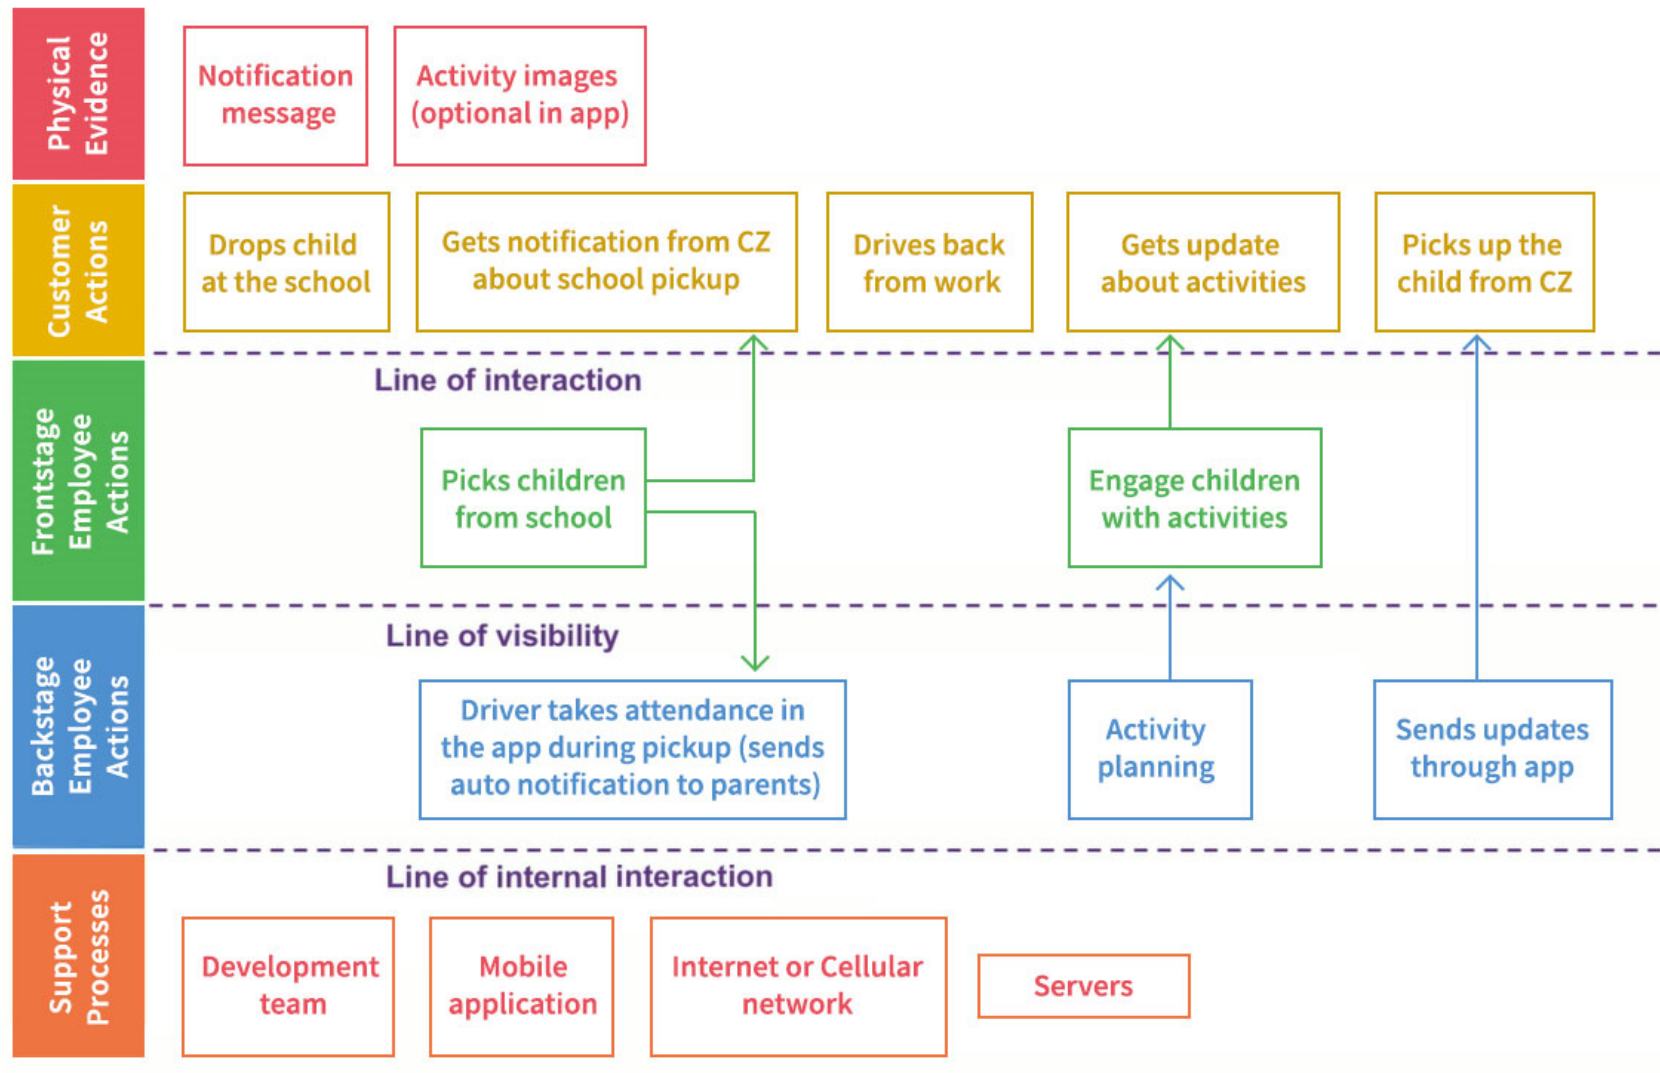 Physical
Evidence
Notification
message
Activity images
(optional in app)
Customer
Actions
Drops child
at the school
Gets notification from CZ
about school pickup
Drives back
from work
Gets update
about activities
Picks up the
child from CZ
Line of interaction
Frontstage
Employee
Actions
Picks children
from school
Engage children
with activities
Line of visibility
Backstage
Employee
Actions
Driver takes attendance in
the app during pickup (sends
auto notification to parents)
Activity
planning
Sends updates
through app
Line of internal interaction
Support
Processes
Development
team
Mobile
application
Internet or Cellular
network
Servers